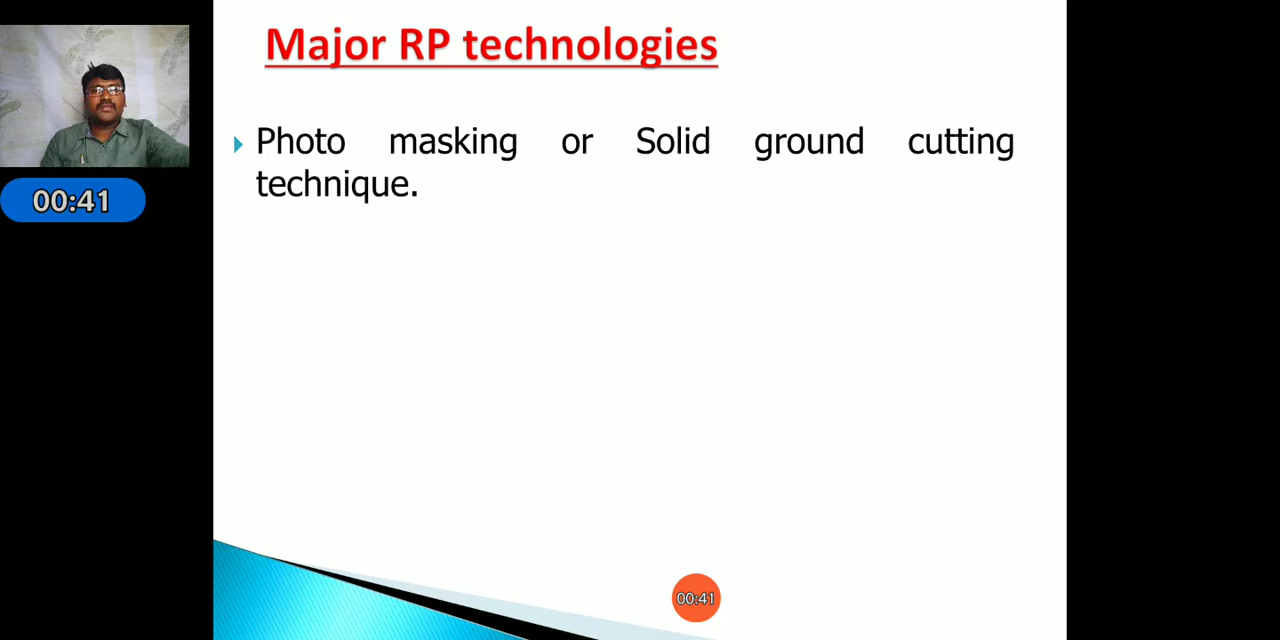 Major RP technologies
Photo masking or Solid ground cutting
technique.
00:41
00:41